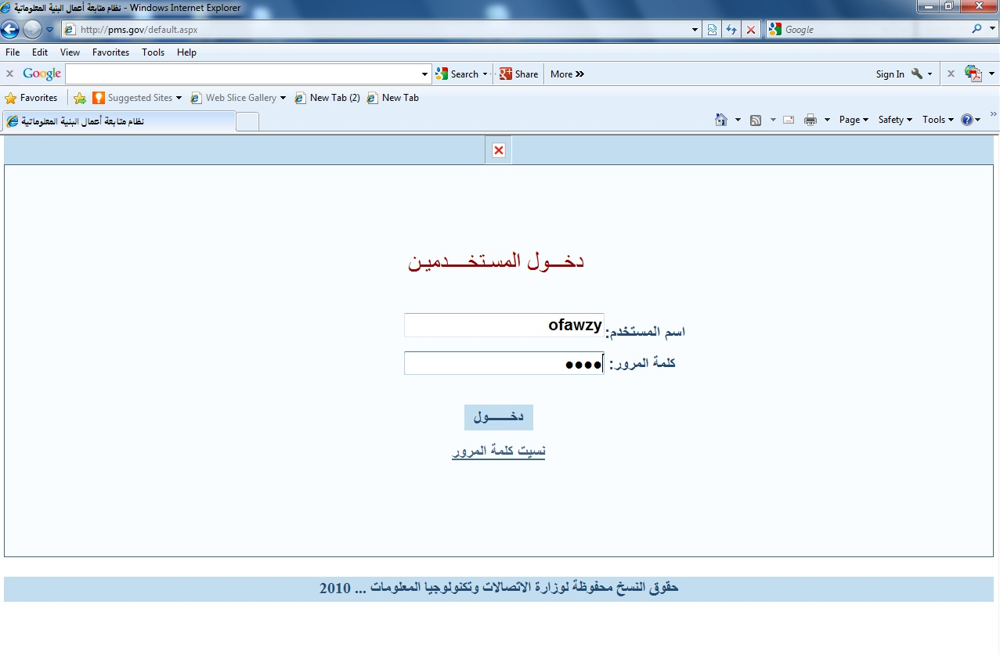 نظام متابعة أعمال البنية المعلوماتية - Windows Internet Explorer
http://pms.gov/default.aspx
Google
File Edit View Favorites Tools Help
x Google Search Share More » Sign In x
Favorites Suggested Sites Web Slice Gallery New Tab (2) New Tab
نظام متابعة أعمال البنية المعلوماتية Page Safety Tools »
دخــول المستخــــدميـن
اسم المستخدم: ofawzy
كلمة المرور: ●●●●
دخـــــول
نسيت كلمة المرور
حقوق النسخ محفوظة لوزارة الاتصالات وتكنولوجيا المعلومات ... 2010